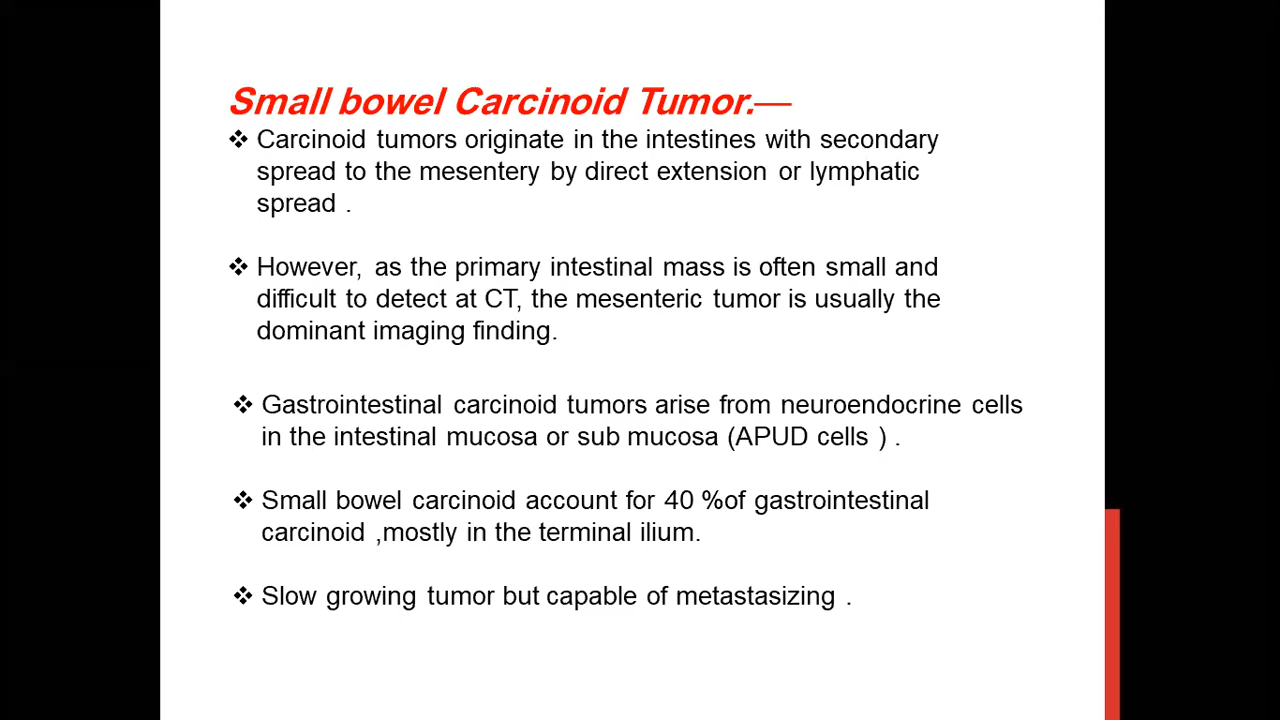 Small bowel Carcinoid Tumor.—
❖ Carcinoid tumors originate in the intestines with secondary
spread to the mesentery by direct extension or lymphatic
spread .
❖ However, as the primary intestinal mass is often small and
difficult to detect at CT, the mesenteric tumor is usually the
dominant imaging finding.
❖ Gastrointestinal carcinoid tumors arise from neuroendocrine cells
in the intestinal mucosa or sub mucosa (APUD cells ) .
❖ Small bowel carcinoid account for 40 %of gastrointestinal
carcinoid ,mostly in the terminal ilium.
❖ Slow growing tumor but capable of metastasizing .